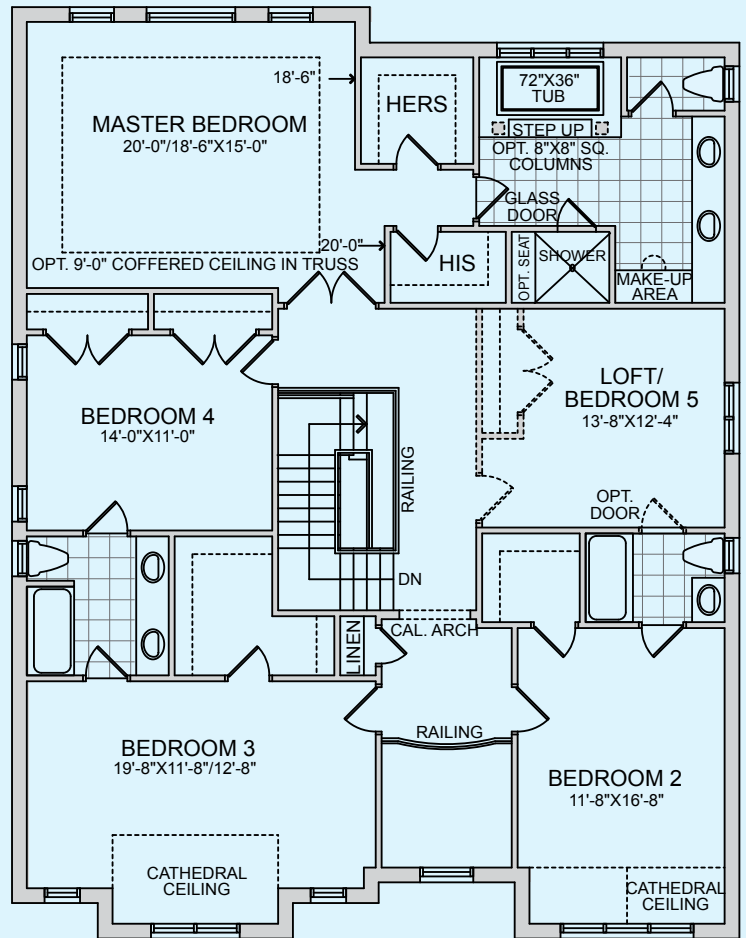 18'-6"
HERS
72"X36"
TUB
MASTER BEDROOM
20'-0"/18'-6"X15'-0"
STEP UP
OPT. 8"X8" SQ.
COLUMNS
GLASS
DOOR
20'-0"
OPT. 9'-0" COFFERED CEILING IN TRUSS
HIS
OPT. SEAT
SHOWER
MAKE-UP
AREA
LOFT/
BEDROOM 5
13'-8"X12'-4"
BEDROOM 4
14'-0"X11'-0"
RAILING
OPT.
DOOR
DN
LINEN
CAL. ARCH
RAILING
BEDROOM 3
19'-8"X11'-8"/12'-8"
BEDROOM 2
11'-8"X16'-8"
CATHEDRAL
CEILING
CATHEDRAL
CEILING